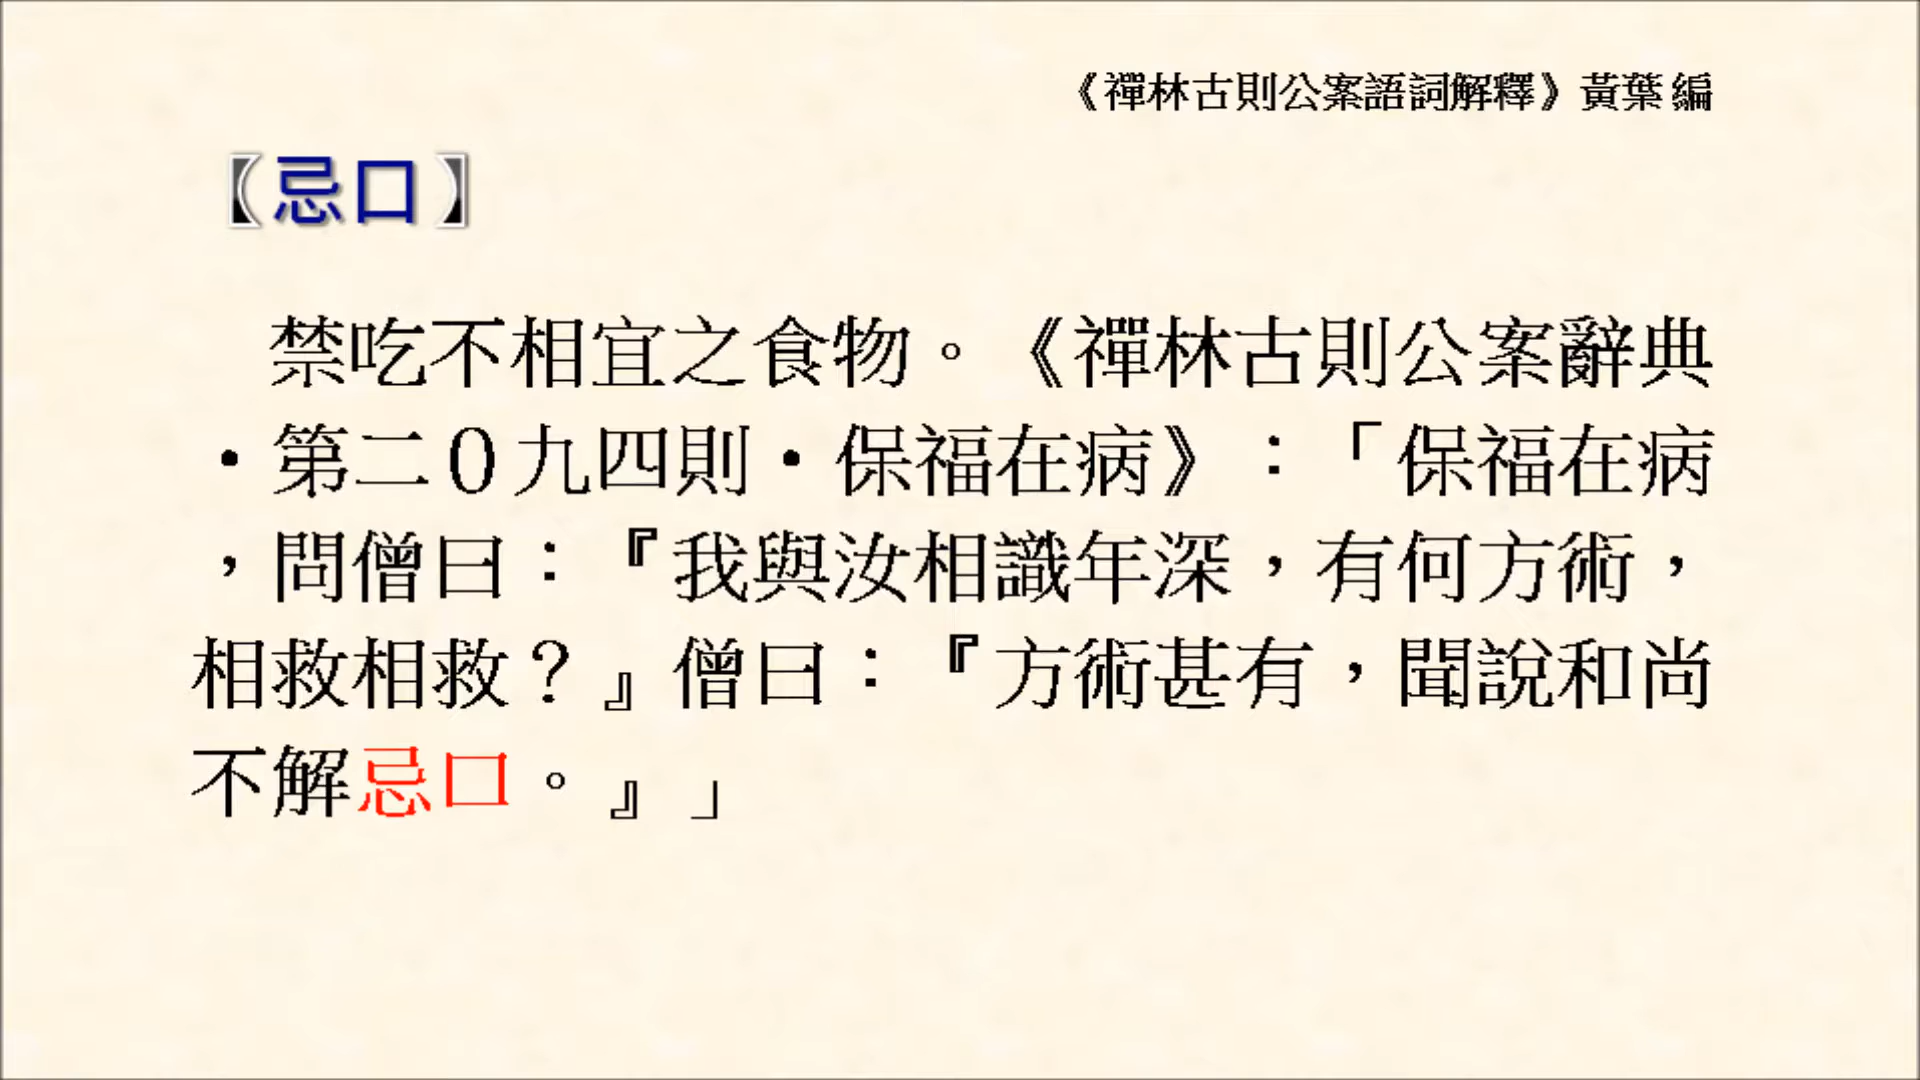 《禪林古則公案語詞解釋》黃葉 編
【忌口】
禁吃不相宜之食物。《禪林古則公案辭典
・第二０九四則・保福在病》：「保福在病
，問僧曰：『我與汝相識年深，有何方術，
相救相救？』僧曰：『方術甚有，聞說和尚
不解忌口。』」